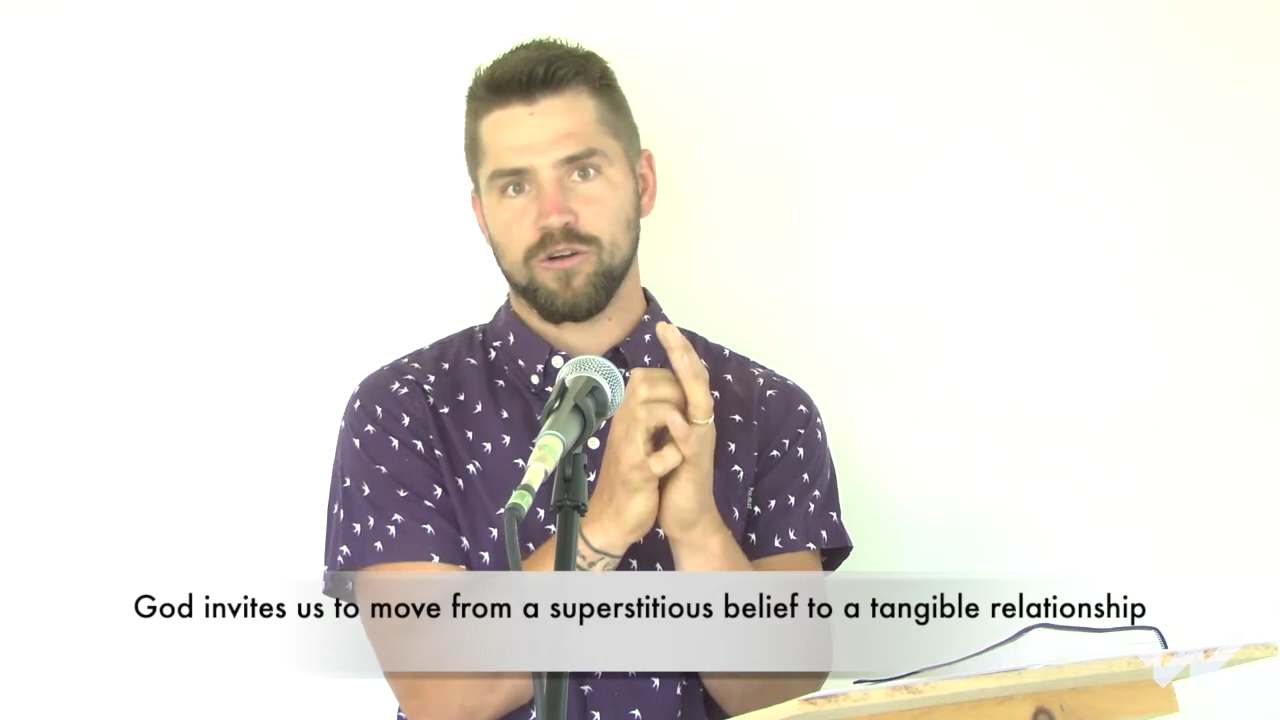 God invites us to move from a superstitious belief to a tangible relationship